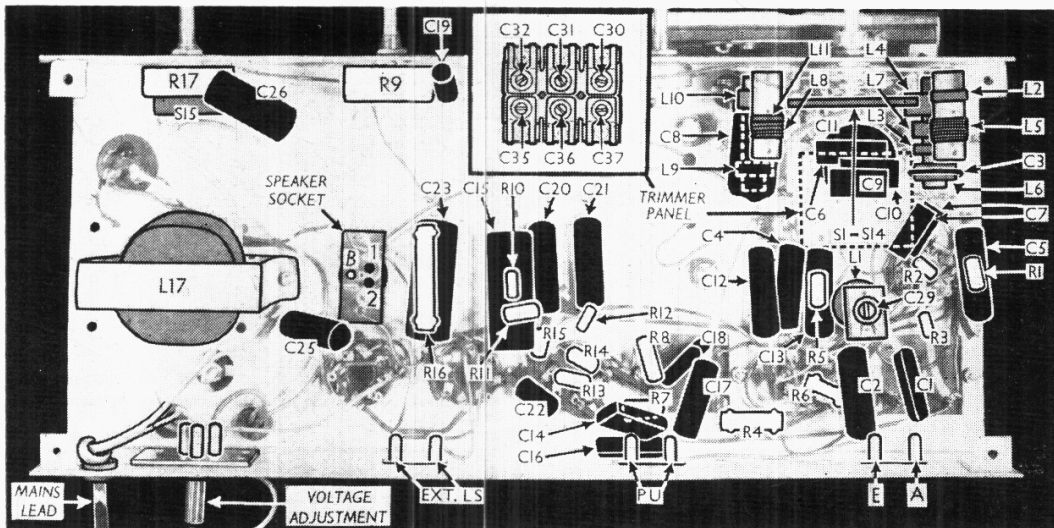 C19
C32 C31 C30
L11 L4
L8 L7
L10
L2
R17
R9
C26
S15
C8
C11
L3
L5
C35 C36 C37
L9
C3
C9
L6
SPEAKER
SOCKET
C23 C15 R10 C20 C21
TRIMMER
PANEL
C6
C10
C7
S1-S14
C4
C5
L1
B 1
2
R2
R1
L17
C12
C29
R12
C25
R15
R8
C18
C13
R5
R3
R16
R11
R14
R13
C17
R6
C2
C1
C22
R7
C14
R4
C16
MAINS
LEAD
VOLTAGE
ADJUSTMENT
EXT. LS
PU
E
A